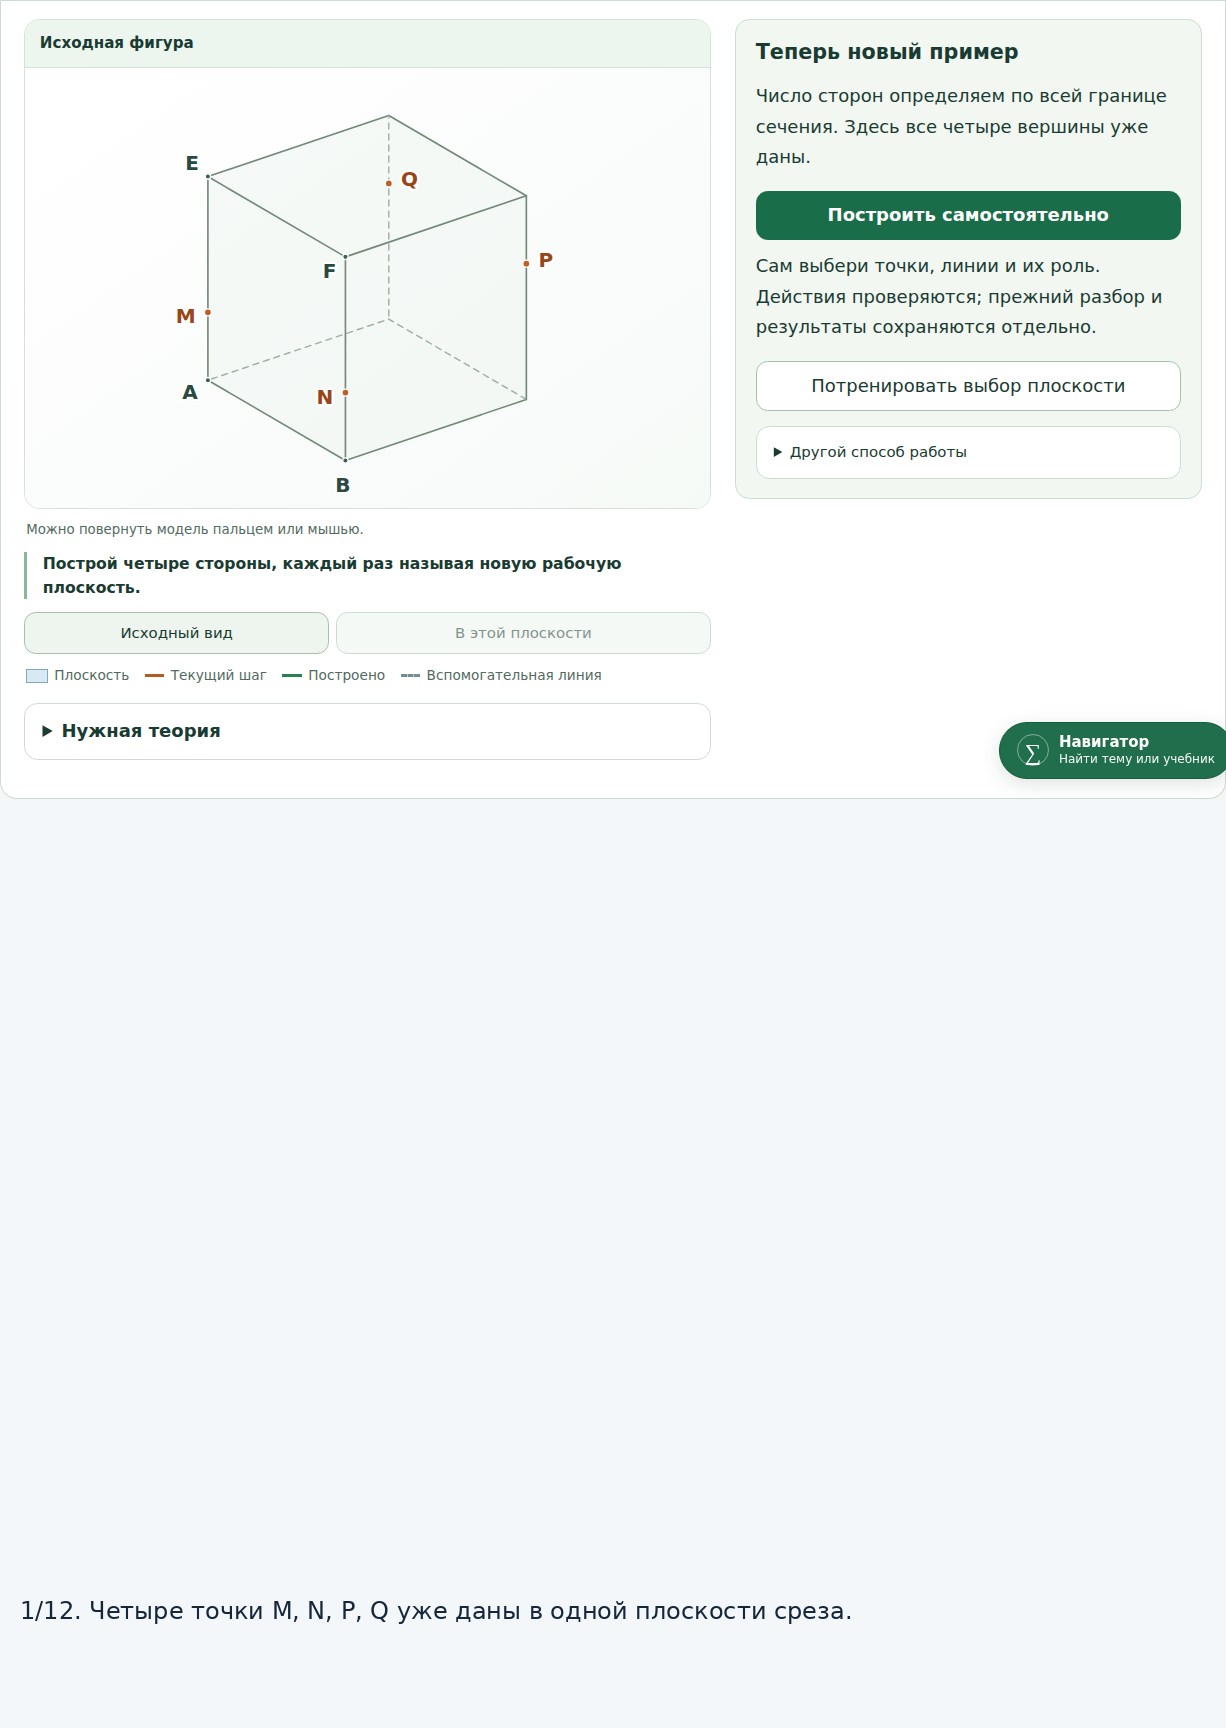 Исходная фигура
E
Q
F
P
M
A
N
B
Можно повернуть модель пальцем или мышью.
Построй четыре стороны, каждый раз называя новую рабочую
плоскость.
Исходный вид
В этой плоскости
Плоскость
Текущий шаг
Построено
Вспомогательная линия
Нужная теория
Теперь новый пример
Число сторон определяем по всей границе
сечения. Здесь все четыре вершины уже
даны.
Построить самостоятельно
Сам выбери точки, линии и их роль.
Действия проверяются; прежний разбор и
результаты сохраняются отдельно.
Потренировать выбор плоскости
Другой способ работы
∑
Навигатор
Найти тему или учебник
1/12. Четыре точки M, N, P, Q уже даны в одной плоскости среза.